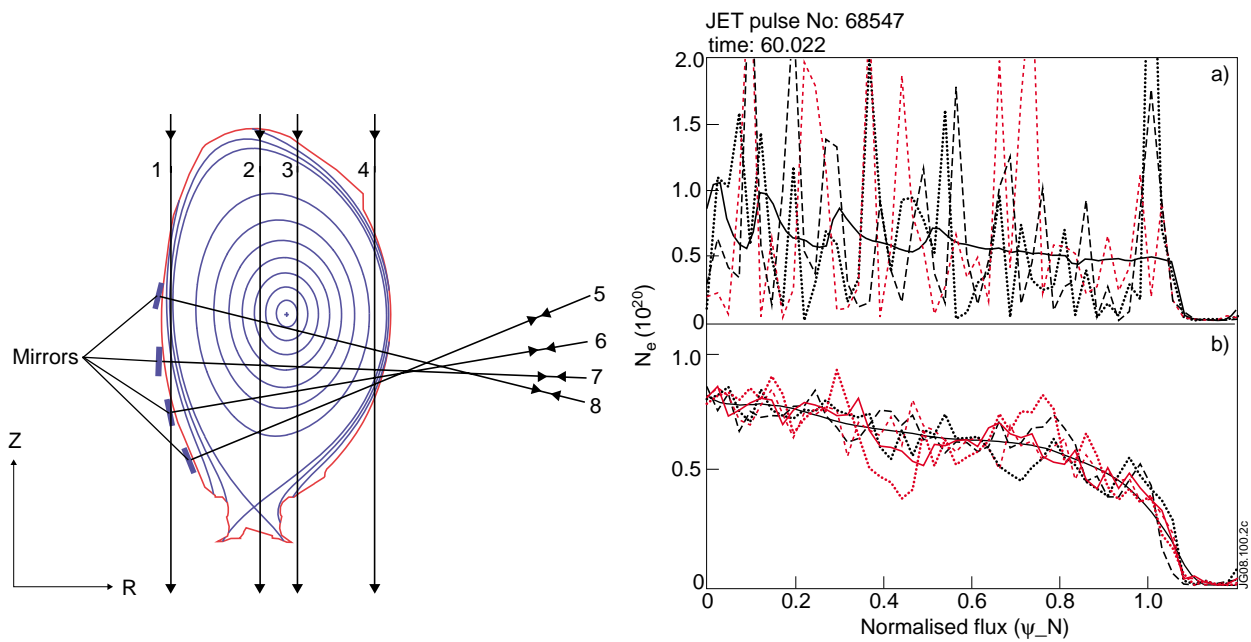 JET pulse No: 68547
time: 60.022
1
2
3
4
5
6
7
8
Mirrors
Z
R
a)
2.0
1.5
1.0
0.5
0
N_e (10^20)
b)
1.0
0.5
0
0
0.2
0.4
0.6
0.8
1.0
Normalised flux (ψ_N)
JG08.100.2c